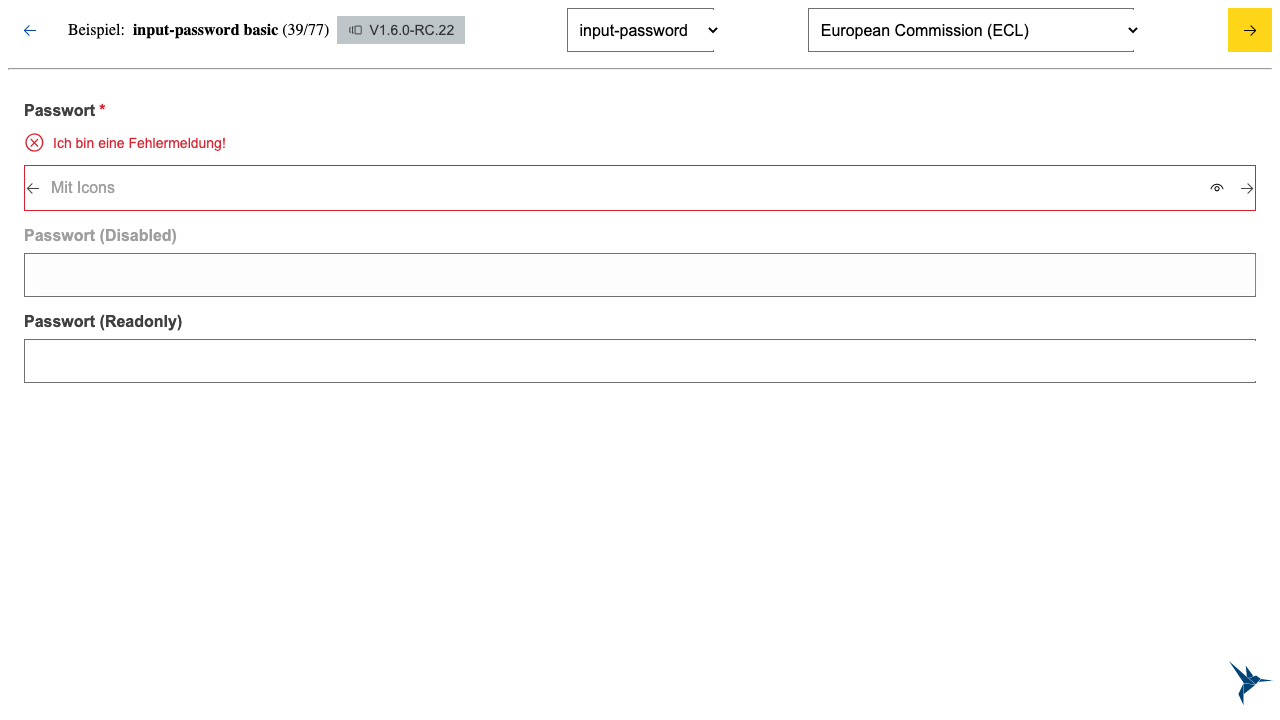 Beispiel: input-password basic (39/77) V1.6.0-RC.22 input-password European Commission (ECL)
Passwort *
Ich bin eine Fehlermeldung!
Mit Icons
Passwort (Disabled)
Passwort (Readonly)